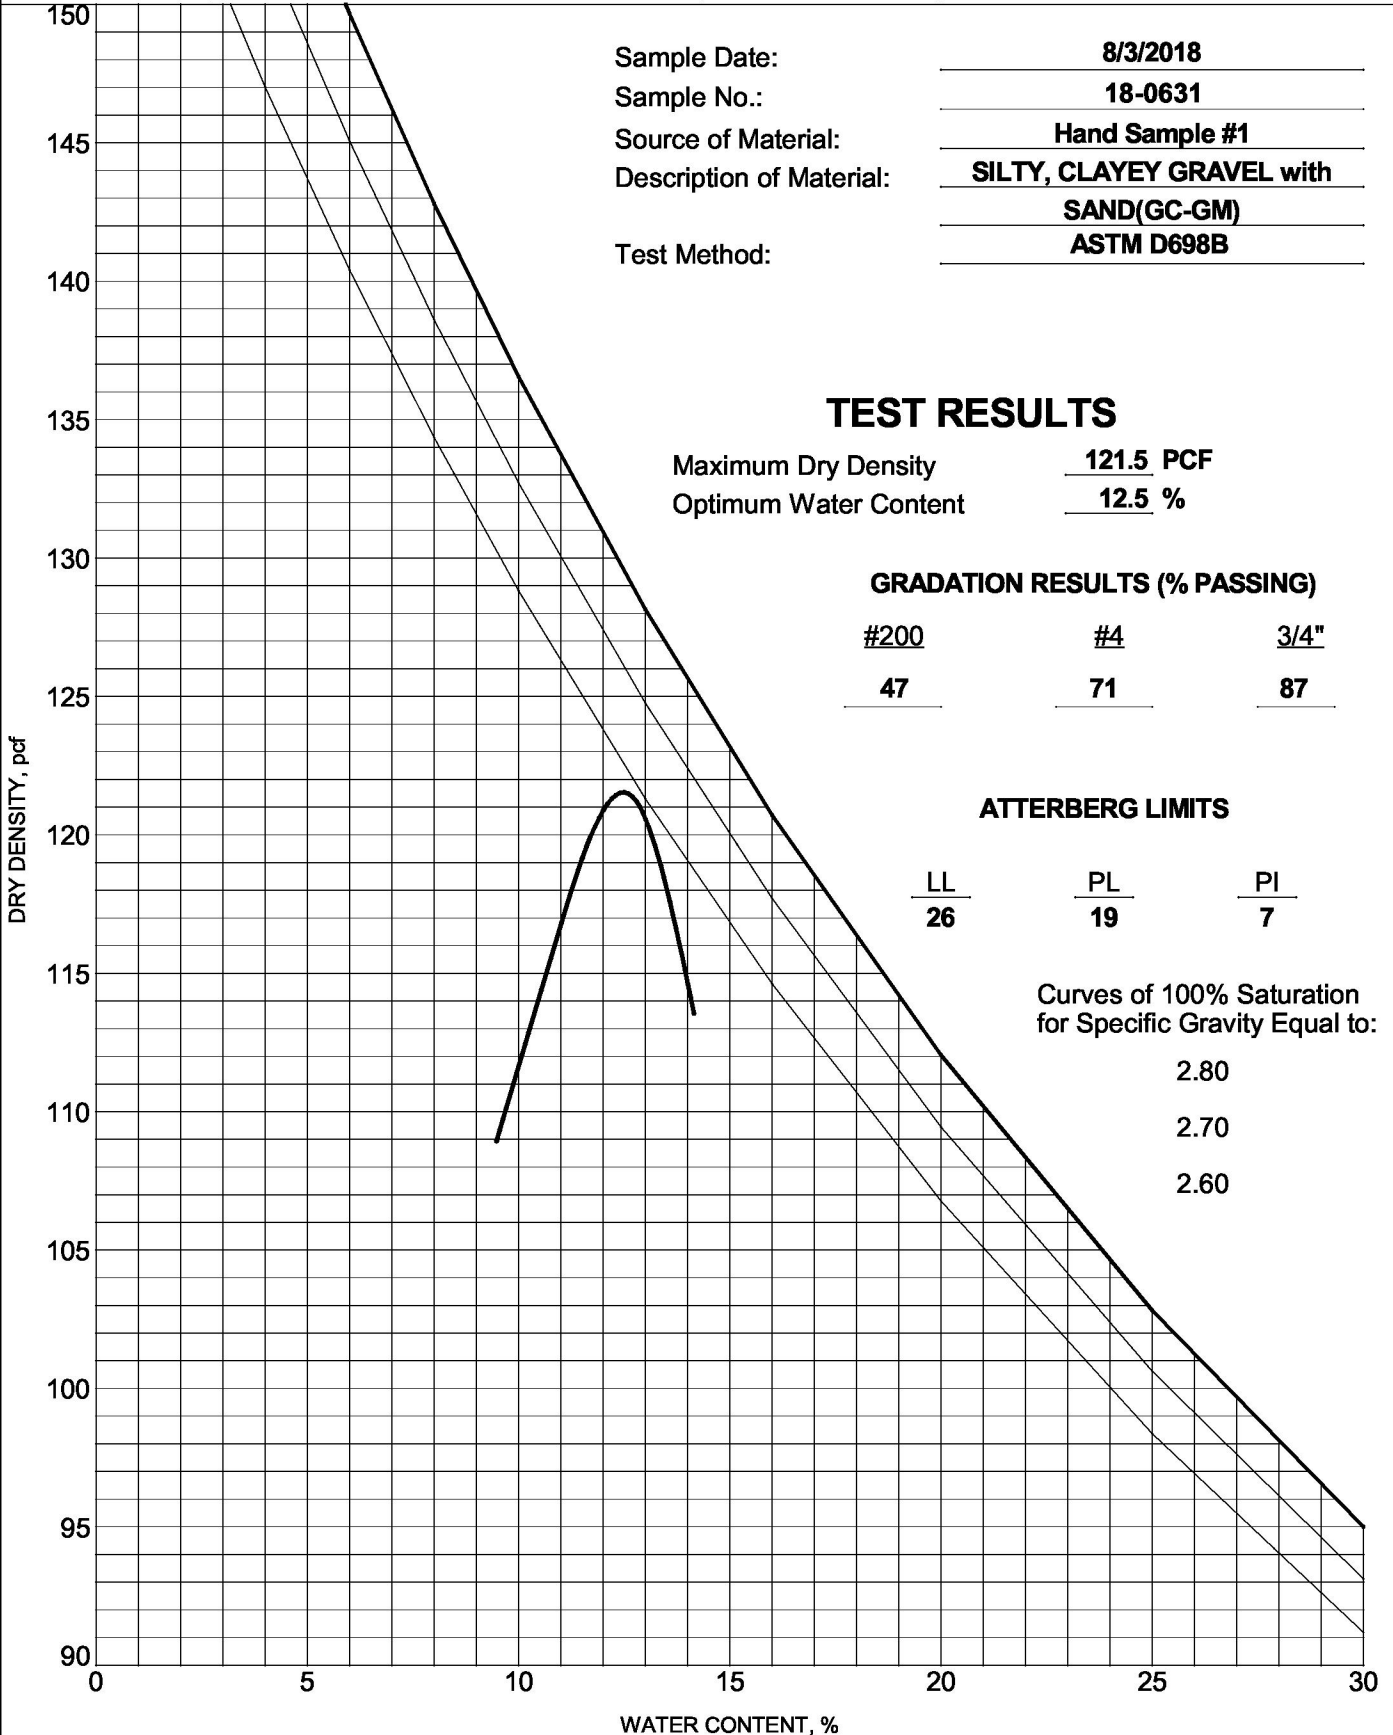 Sample Date: 8/3/2018
Sample No.: 18-0631
Source of Material: Hand Sample #1
Description of Material: SILTY, CLAYEY GRAVEL with
SAND(GC-GM)
Test Method: ASTM D698B
TEST RESULTS
Maximum Dry Density 121.5 PCF
Optimum Water Content 12.5 %
GRADATION RESULTS (% PASSING)
#200 #4 3/4"
47 71 87
ATTERBERG LIMITS
LL PL PI
26 19 7
Curves of 100% Saturation
for Specific Gravity Equal to:
2.80
2.70
2.60
DRY DENSITY, pcf
150
145
140
135
130
125
120
115
110
105
100
95
90
0 5 10 15 20 25 30
WATER CONTENT, %